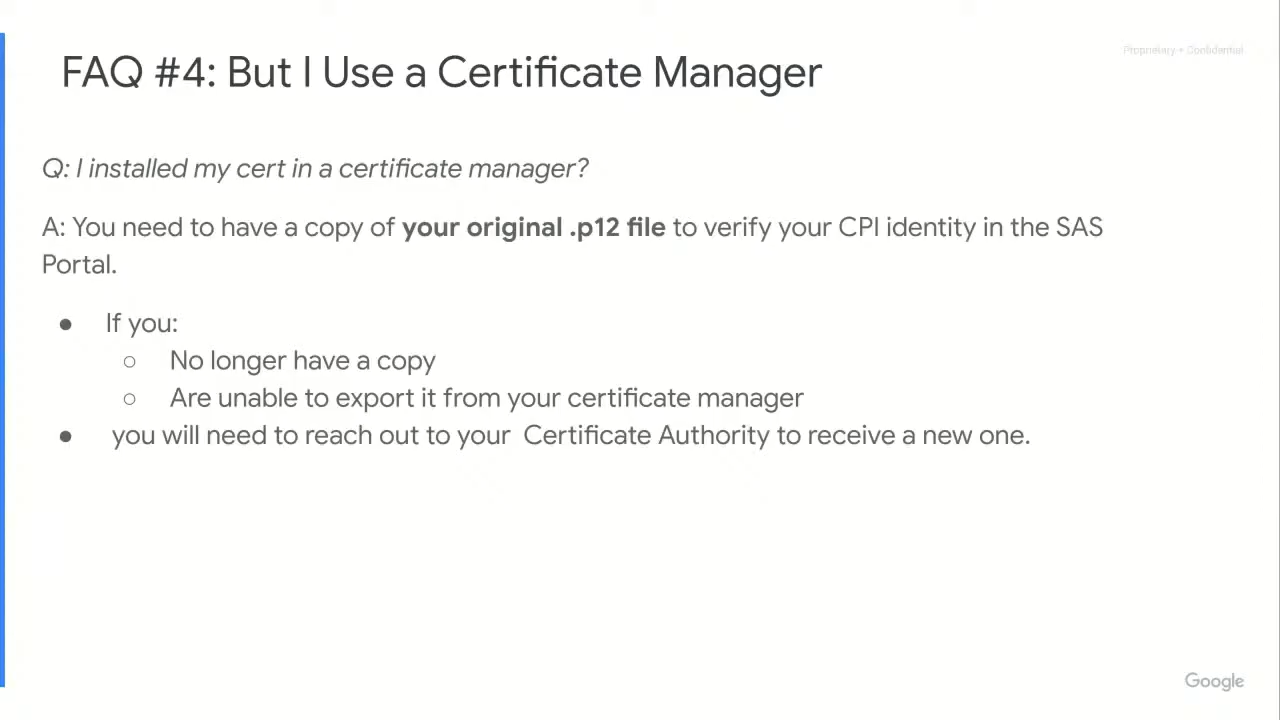 Proprietary + Confidential
FAQ #4: But I Use a Certificate Manager
Q: I installed my cert in a certificate manager?
A: You need to have a copy of your original .p12 file to verify your CPI identity in the SAS
Portal.
● If you:
○ No longer have a copy
○ Are unable to export it from your certificate manager
● you will need to reach out to your Certificate Authority to receive a new one.
Google